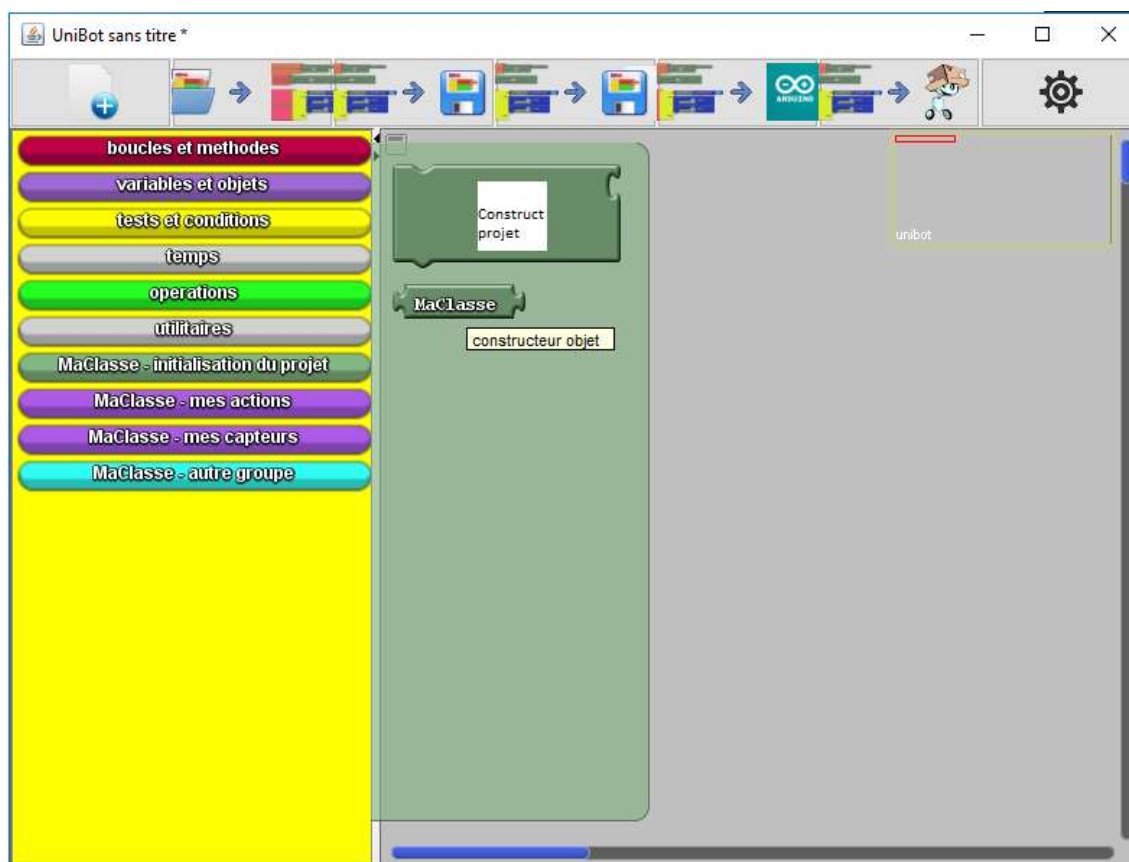 UniBot sans titre *
ARDUINO
boucles et methodes
variables et objets
tests et conditions
temps
operations
utilitaires
MaClasse - initialisation du projet
MaClasse - mes actions
MaClasse - mes capteurs
MaClasse - autre groupe
Construct
projet
MaClasse
constructeur objet
unibot